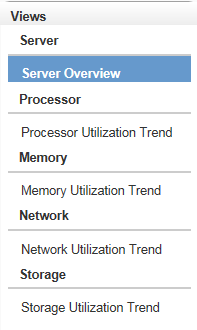 Views
Server
Server Overview
Processor
Processor Utilization Trend
Memory
Memory Utilization Trend
Network
Network Utilization Trend
Storage
Storage Utilization Trend